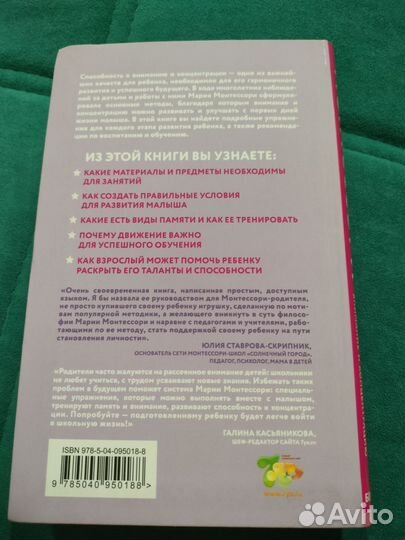 Способность к вниманию и концентрации — одно из важней-
ших качеств для ребенка, необходимое для его гармоничного
развития и успешного будущего. В ходе многолетних наблюде-
ний за детьми и работы с ними Мария Монтессори сформули-
ровала основные методы, благодаря которым внимание и
концентрацию можно развивать и улучшать с первых дней
жизни малыша. В этой книге вы найдете подробные упражне-
ния для каждого этапа развития ребенка, а также рекоменда-
ции по воспитанию и обучению.
ИЗ ЭТОЙ КНИГИ ВЫ УЗНАЕТЕ:
КАКИЕ МАТЕРИАЛЫ И ПРЕДМЕТЫ НЕОБХОДИМЫ
ДЛЯ ЗАНЯТИЙ
КАК СОЗДАТЬ ПРАВИЛЬНЫЕ УСЛОВИЯ
ДЛЯ РАЗВИТИЯ МАЛЫША
КАКИЕ ЕСТЬ ВИДЫ ПАМЯТИ И КАК ЕЕ ТРЕНИРОВАТЬ
ПОЧЕМУ ДВИЖЕНИЕ ВАЖНО
ДЛЯ УСПЕШНОГО ОБУЧЕНИЯ
КАК ВЗРОСЛЫЙ МОЖЕТ ПОМОЧЬ РЕБЕНКУ
РАСКРЫТЬ ЕГО ТАЛАНТЫ И СПОСОБНОСТИ
«Очень своевременная книга, написанная простым, доступным
языком. Я бы назвала ее руководством для Монтессори-родителя,
не просто купившего своему ребенку игрушку, сделанную по моти-
вам популярной методики, а желающего вникнуть в суть филосо-
фии Марии Монтессори и наравне с педагогами и учителями, рабо-
тающими по ее методу, стать поддержкой своему ребенку на пути
становления личности».
ЮЛИЯ СТАВРОВА-СКРИПНИК,
ОСНОВАТЕЛЬ СЕТИ МОНТЕССОРИ-ШКОЛ «СОЛНЕЧНЫЙ ГОРОД»,
ПЕДАГОГ, ПСИХОЛОГ, МАМА 8 ДЕТЕЙ
«Родители часто жалуются на рассеянное внимание детей: школьники
не любят учиться, с трудом усваивают новые знания. Избежать таких
проблем в будущем поможет система Марии Монтессори: специаль-
ные упражнения, которые можно выполнять вместе с малышом,
тренируют память и внимание, развивают способность к концентра-
ции. Попробуйте — подготовленному ребенку будет легче войти
в школьную жизнь!»
ГАЛИНА КАСЬЯНИКОВА,
ШЕФ-РЕДАКТОР САЙТА 7ya.ru
ISBN 978-5-04-095018-8
9 785040 950188 >
www.7ya.ru
Avito